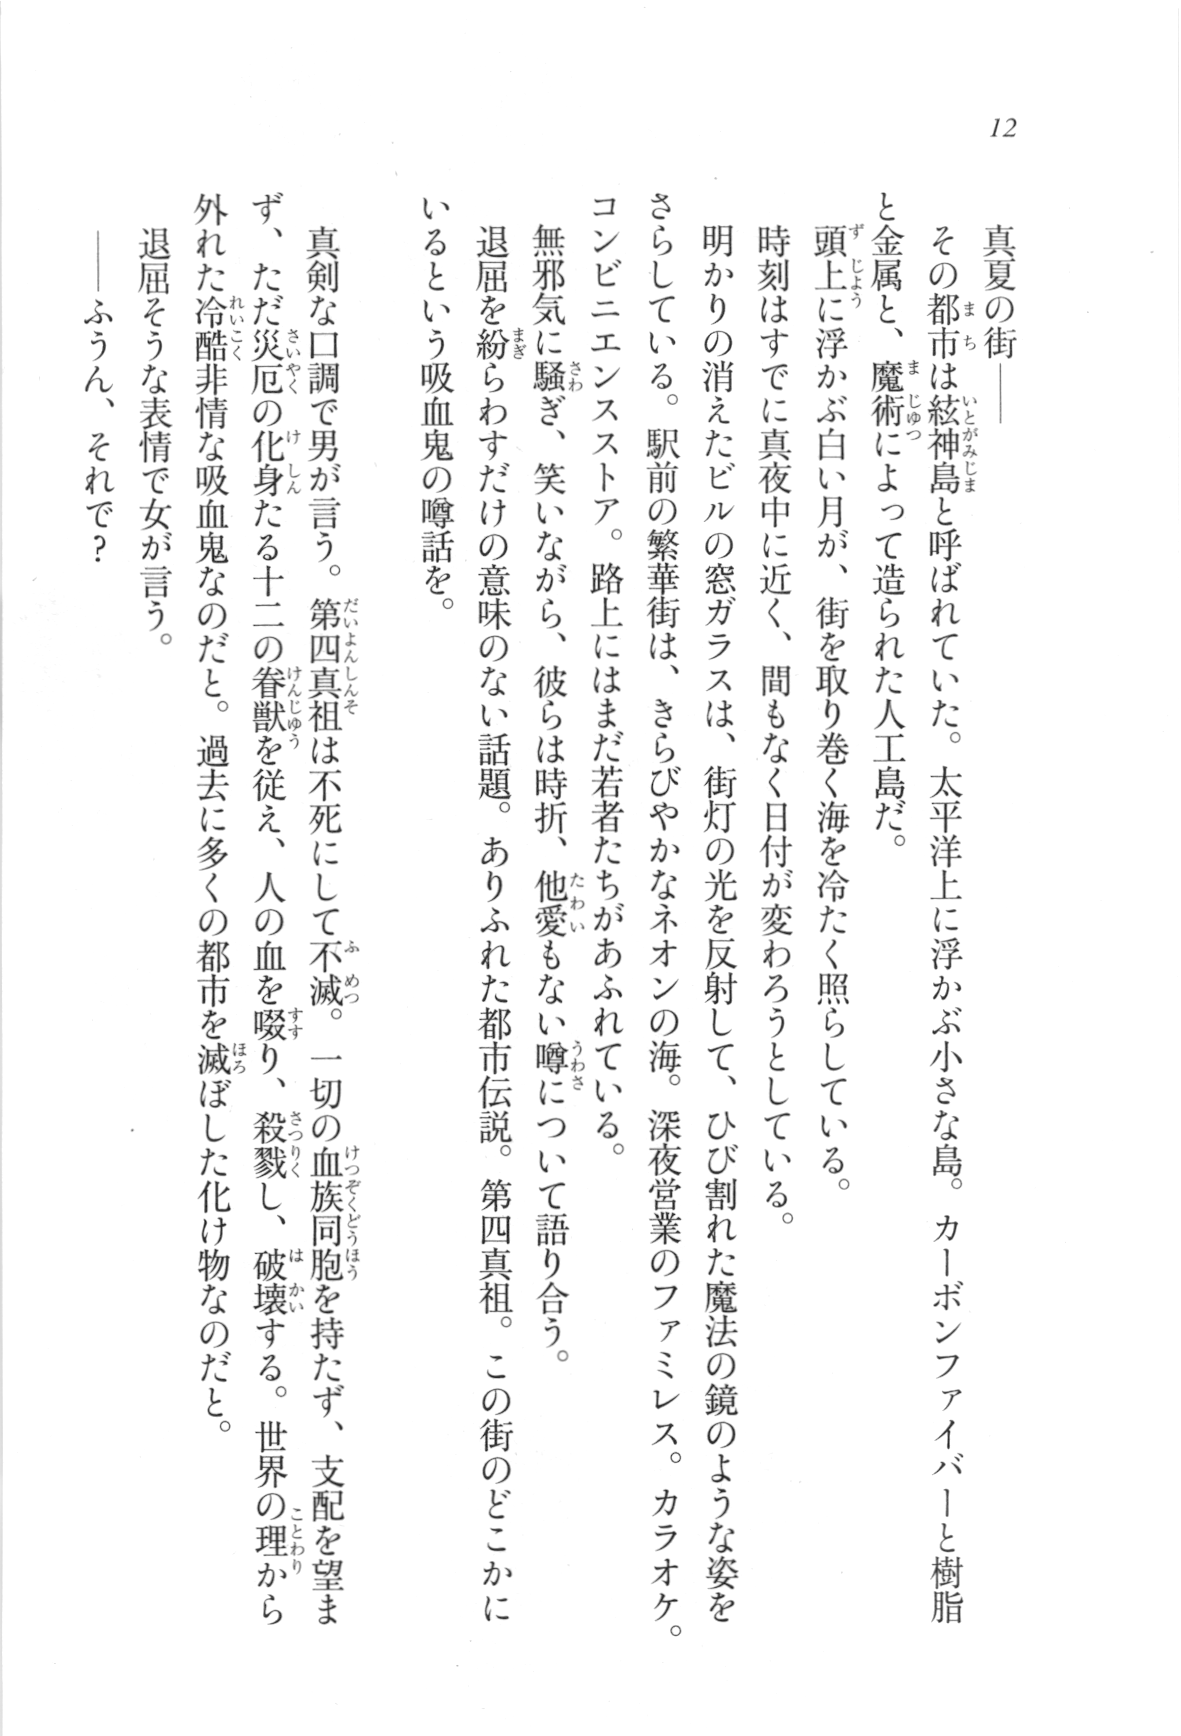 12
真夏の街――
その都市は絃神島と呼ばれていた。太平洋上に浮かぶ小さな島。カーボンファイバーと樹脂
と金属と、魔術によって造られた人工島だ。
頭上に浮かぶ白い月が、街を取り巻く海を冷たく照らしている。
時刻はすでに真夜中に近く、間もなく日付が変わろうとしている。
明かりの消えたビルの窓ガラスは、街灯の光を反射して、ひび割れた魔法の鏡のような姿を
さらしている。駅前の繁華街は、きらびやかなネオンの海。深夜営業のファミレス。カラオケ。
コンビニエンスストア。路上にはまだ若者たちがあふれている。
無邪気に騒ぎ、笑いながら、彼らは時折、他愛もない噂について語り合う。
退屈を紛らわすだけの意味のない話題。ありふれた都市伝説。第四真祖。この街のどこかに
いるという吸血鬼の噂話を。
真剣な口調で男が言う。第四真祖は不死にして不滅。一切の血族同胞を持たず、支配を望ま
ず、ただ災厄の化身たる十二の眷獣を従え、人の血を啜り、殺戮し、破壊する。世界の理から
外れた冷酷非情な吸血鬼なのだと。過去に多くの都市を滅ぼした化け物なのだと。
退屈そうな表情で女が言う。
――ふうん、それで?